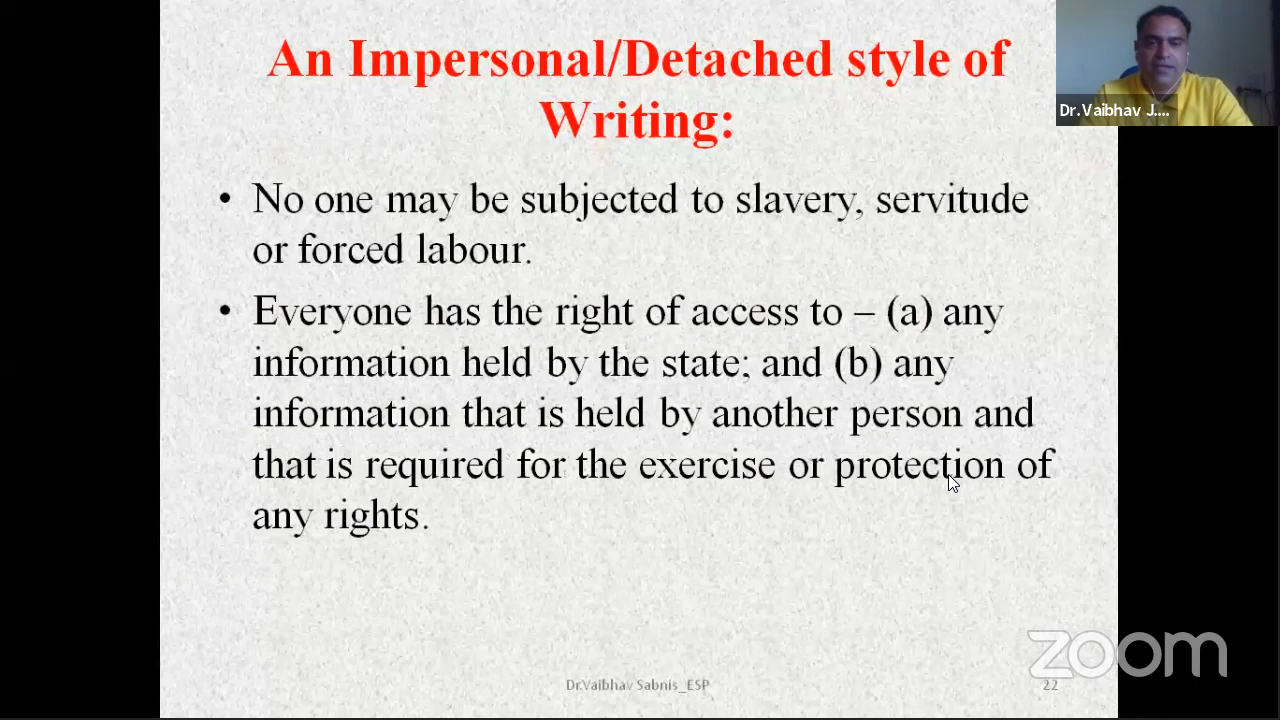 An Impersonal/Detached style of
Writing:
Dr.Vaibhav J....
• No one may be subjected to slavery, servitude
or forced labour.
• Everyone has the right of access to – (a) any
information held by the state; and (b) any
information that is held by another person and
that is required for the exercise or protection of
any rights.
zoom
Dr.Vaibhav Sabnis_ESP
22